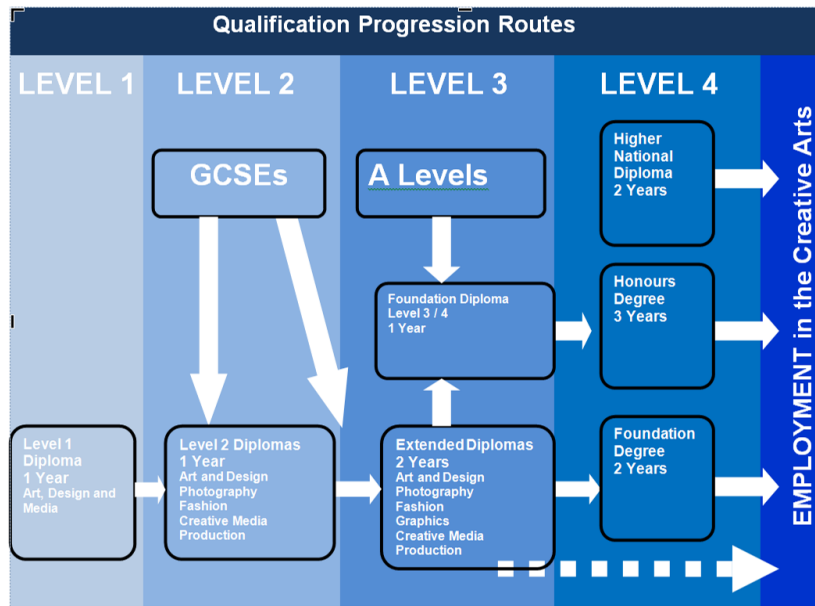 Qualification Progression Routes
LEVEL 1
LEVEL 2
LEVEL 3
LEVEL 4
GCSEs
A Levels
Higher
National
Diploma
2 Years
Foundation Diploma
Level 3 / 4
1 Year
Honours
Degree
3 Years
Level 1
Diploma
1 Year
Art, Design and
Media
Level 2 Diplomas
1 Year
Art and Design
Photography
Fashion
Creative Media
Production
Extended Diplomas
2 Years
Art and Design
Photography
Fashion
Graphics
Creative Media
Production
Foundation
Degree
2 Years
EMPLOYMENT in the Creative Arts